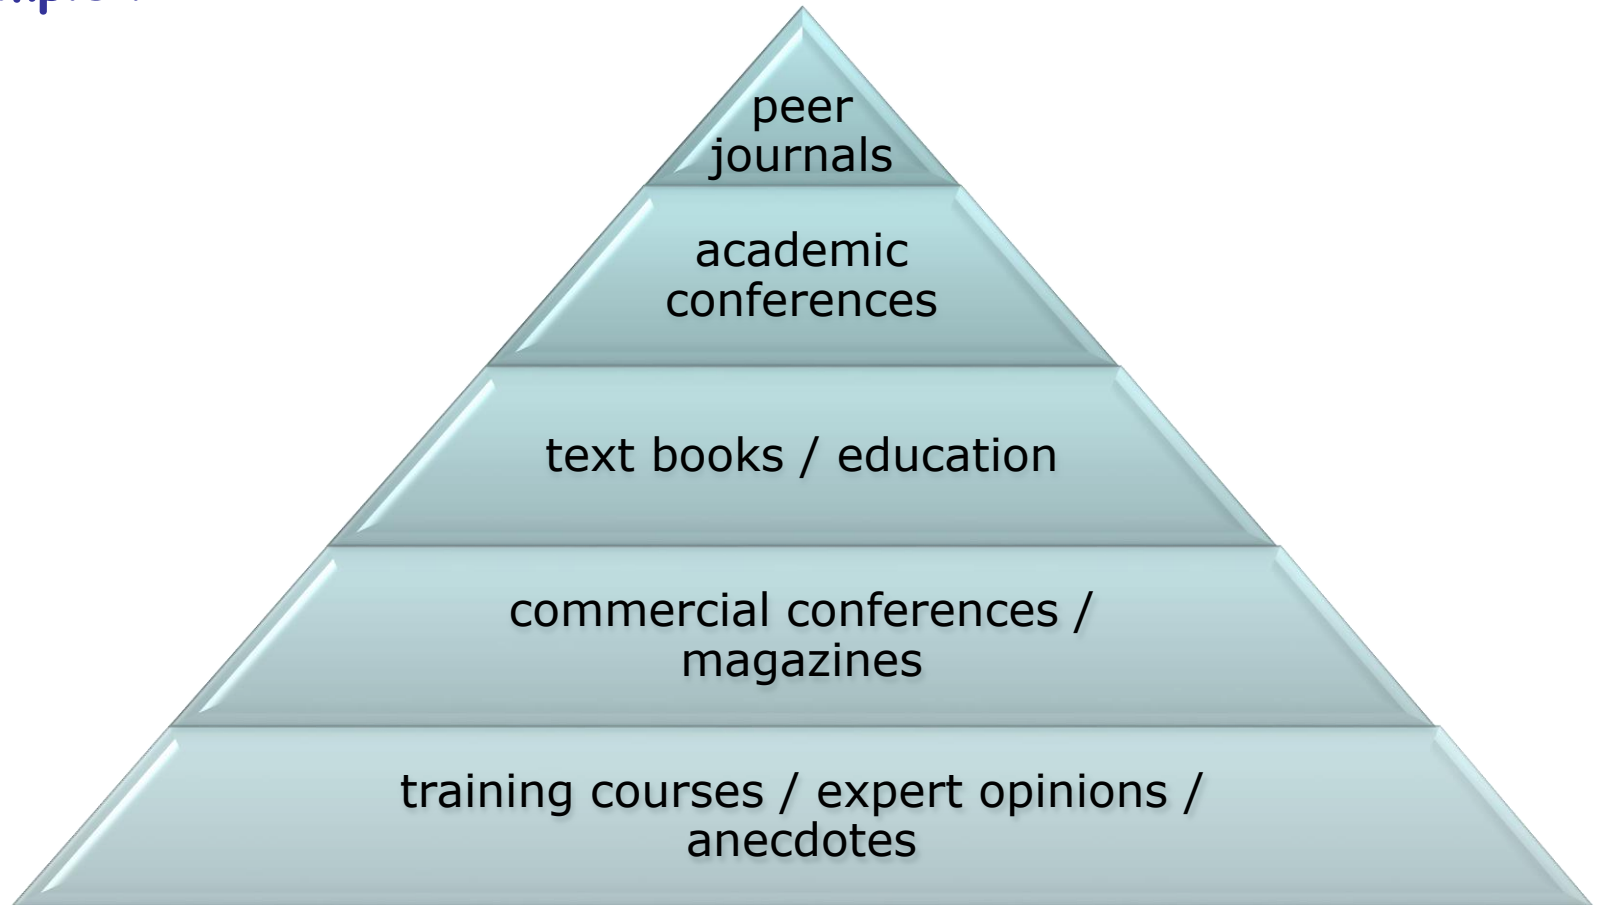 peer
journals
academic
conferences
text books / education
commercial conferences /
magazines
training courses / expert opinions /
anecdotes